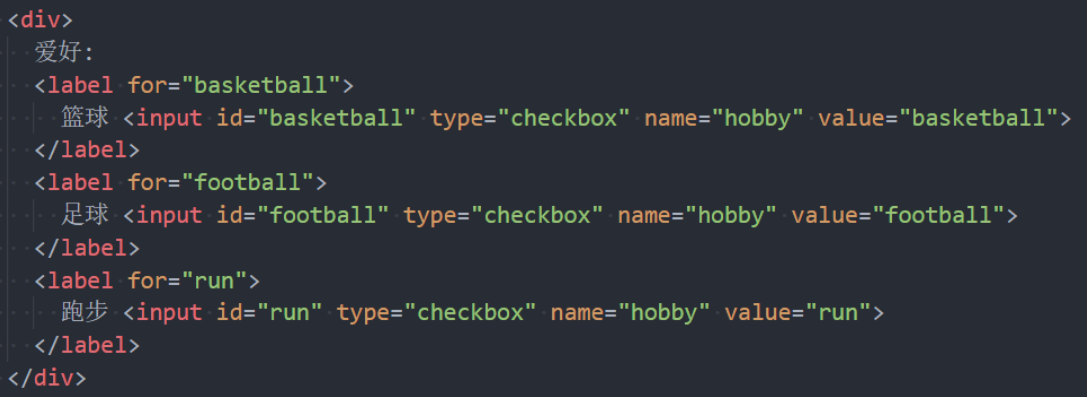 <div>
爱好:
<label for="basketball">
篮球 <input id="basketball" type="checkbox" name="hobby" value="basketball">
</label>
<label for="football">
足球 <input id="football" type="checkbox" name="hobby" value="football">
</label>
<label for="run">
跑步 <input id="run" type="checkbox" name="hobby" value="run">
</label>
</div>